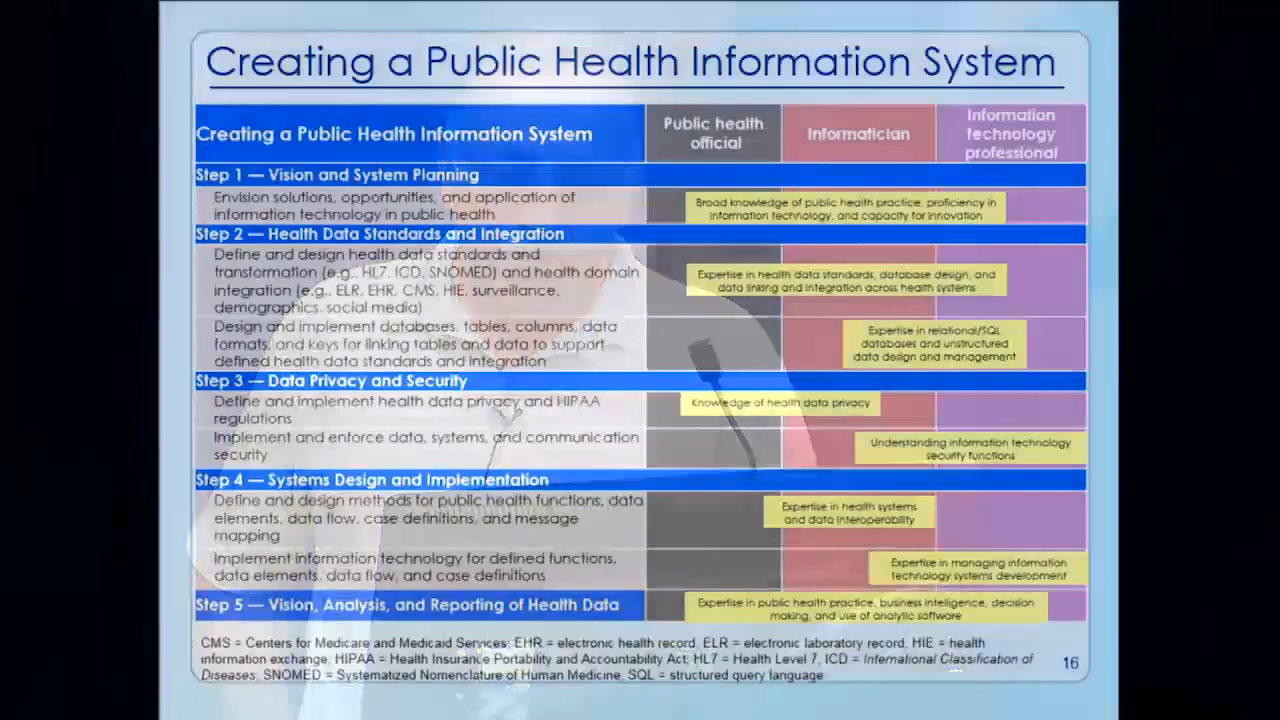 Creating a Public Health Information System
Creating a Public Health Information System
Public health
official
Informatician
Information
technology
professional
Step 1 — Vision and System Planning
Envision solutions, opportunities, and application of
information technology in public health
Broad knowledge of public health practice, proficiency in
information technology, and capacity for innovation
Step 2 — Health Data Standards and Integration
Define and design health data standards and
transformation (e.g., HL7, ICD, SNOMED) and health domain
integration (e.g., ELR, EHR, CMS, HIE, surveillance,
demographics, social media)
Expertise in health data standards, database design, and
data linking and integration across health systems
Design and implement databases, tables, columns, data
formats, and keys for linking tables and data to support
defined health data standards and integration
Expertise in relational/SQL
databases and unstructured
data design and management
Step 3 — Data Privacy and Security
Define and implement health data privacy and HIPAA
regulations
Knowledge of health data privacy
Implement and enforce data, systems, and communication
security
Understanding information technology
security functions
Step 4 — Systems Design and Implementation
Define and design methods for public health functions, data
elements, data flow, case definitions, and message
mapping
Expertise in health systems
and data interoperability
Implement information technology for defined functions,
data elements, data flow, and case definitions
Expertise in managing information
technology systems development
Step 5 — Vision, Analysis, and Reporting of Health Data
Expertise in public health practice, business intelligence, decision
making, and use of analytic software
CMS = Centers for Medicare and Medicaid Services, EHR = electronic health record, ELR = electronic laboratory record, HIE = health
information exchange, HIPAA = Health Insurance Portability and Accountability Act, HL7 = Health Level 7, ICD = International Classification of
Diseases, SNOMED = Systematized Nomenclature of Human Medicine, SQL = structured query language
16